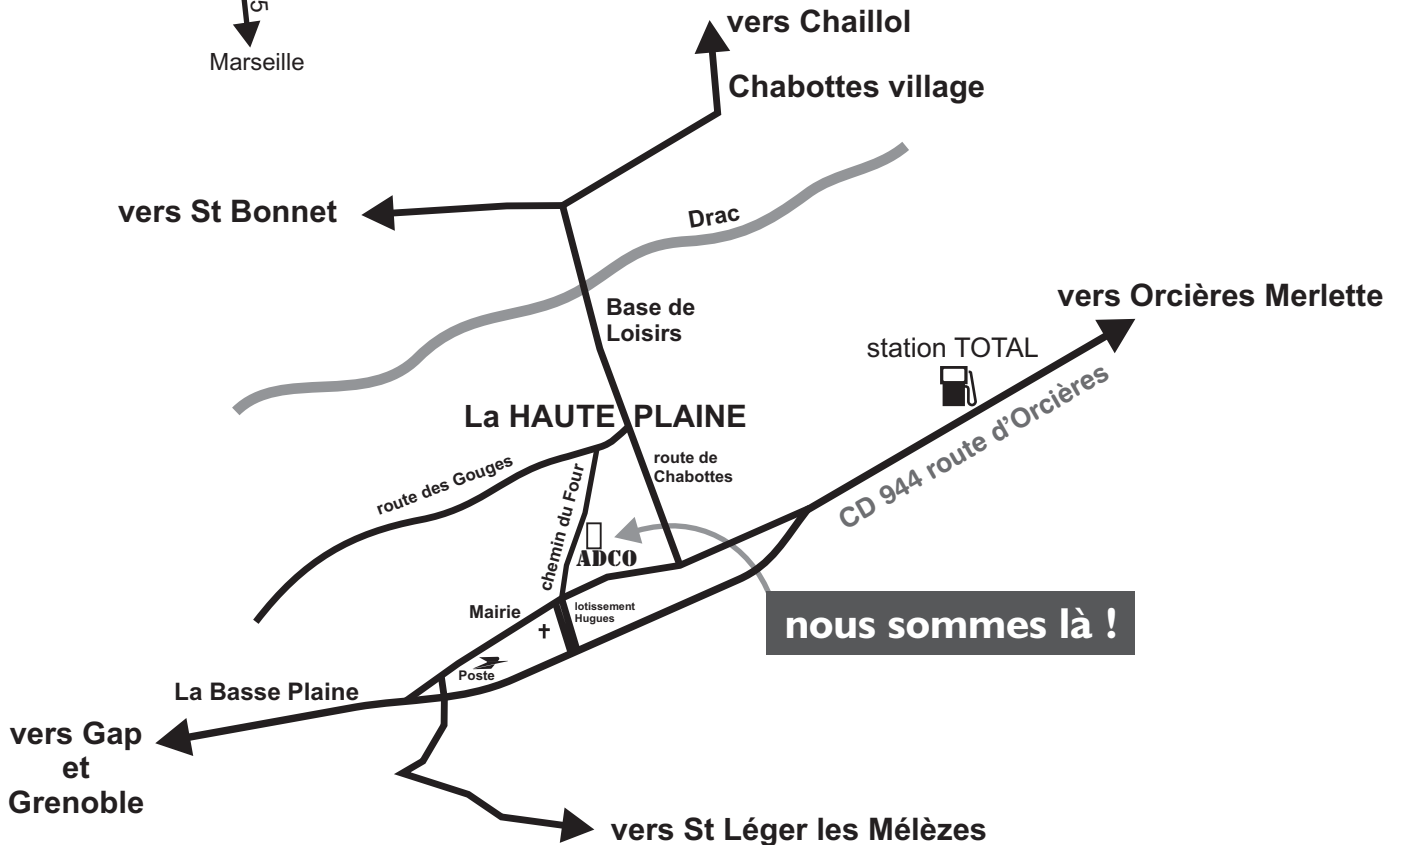 5
Marseille
vers Chaillol
Chabottes village
vers St Bonnet
Drac
Base de
Loisirs
vers Orcières Merlette
station TOTAL
CD 944 route d'Orcières
La HAUTE PLAINE
route des Gouges
chemin du Four
route de
Chabottes
ADCO
Mairie
lotissement
Hugues
nous sommes là !
Poste
La Basse Plaine
vers Gap
et
Grenoble
vers St Léger les Mélèzes